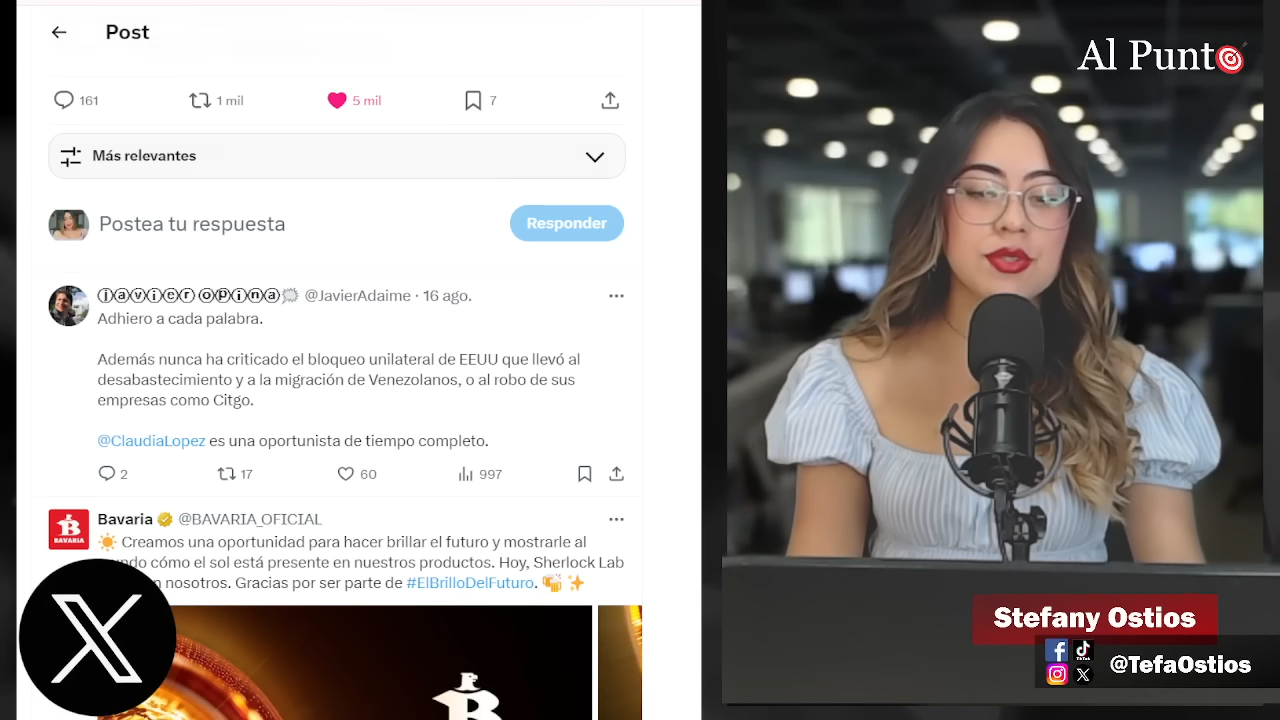 Post
161
1 mil
5 mil
7
Más relevantes
Postea tu respuesta
Responder
ⓙⓐⓥⓘⓔⓡ ⓞⓟⓘⓝⓐ @JavierAdaime · 16 ago.
Adhiero a cada palabra.
Además nunca ha criticado el bloqueo unilateral de EEUU que llevó al
desabastecimiento y a la migración de Venezolanos, o al robo de sus
empresas como Citgo.
@ClaudiaLopez es una oportunista de tiempo completo.
2
17
60
997
Bavaria @BAVARIA_OFICIAL
BAVARIA
☀️ Creamos una oportunidad para hacer brillar el futuro y mostrarle al
cómo el sol está presente en nuestros productos. Hoy, Sherlock Lab
nosotros. Gracias por ser parte de #ElBrilloDelFuturo. 🍻 ✨
Al Punto
Stefany Ostios
@TefaOstios